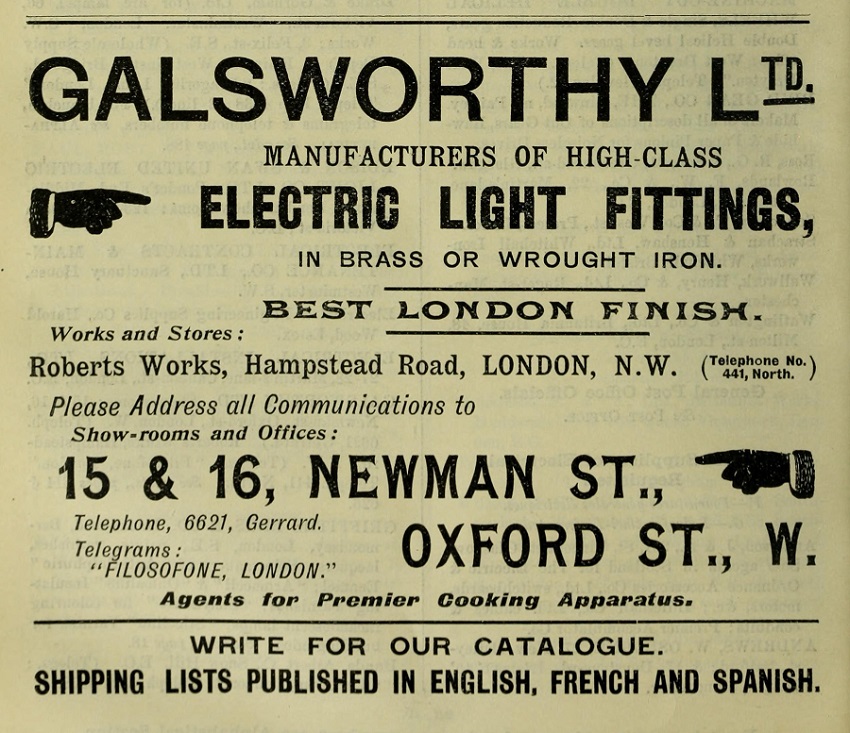 GALSWORTHY LTD.
MANUFACTURERS OF HIGH-CLASS
ELECTRIC LIGHT FITTINGS,
IN BRASS OR WROUGHT IRON.
BEST LONDON FINISH.
Works and Stores:
Roberts Works, Hampstead Road, LONDON, N.W. (Telephone No. 441, North.)
Please Address all Communications to
Show-rooms and Offices:
15 & 16, NEWMAN ST.,
OXFORD ST., W.
Telephone, 6621, Gerrard.
Telegrams:
"FILOSOFONE, LONDON."
Agents for Premier Cooking Apparatus.
WRITE FOR OUR CATALOGUE.
SHIPPING LISTS PUBLISHED IN ENGLISH, FRENCH AND SPANISH.